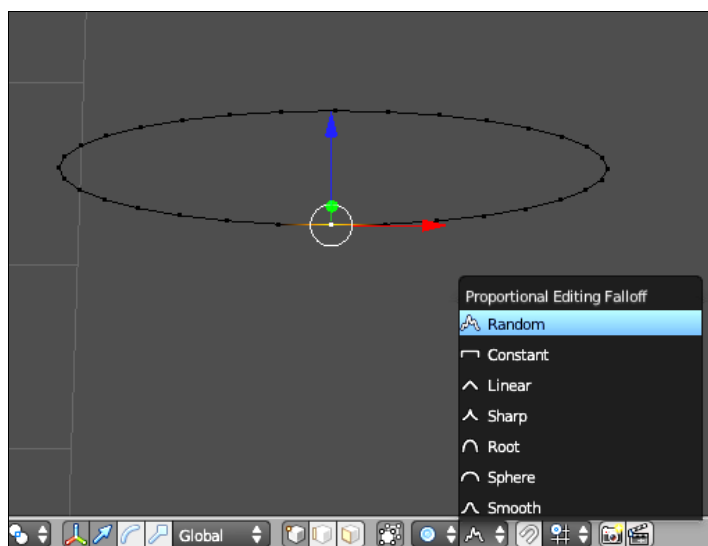 Proportional Editing Falloff
Random
Constant
Linear
Sharp
Root
Sphere
Smooth
Global